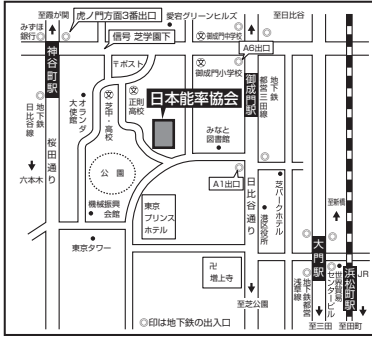 至霞が関
虎ノ門方面3番出口
愛宕グリーンヒルズ
至日比谷
みずほ
銀行
信号 芝学園下
御成門中学校
A6出口
神谷町駅
〒ポスト
御成門小学校
地下鉄
日比谷線
オランダ
大使館
芝中・高校
正則
高校
日本能率協会
御成門駅
地下鉄
都営三田線
桜田通り
みなと
図書館
六本木
公園
A1出口
日比谷通り
芝パークホテル
至新橋
機械振興
会館
東京
プリンス
ホテル
港区役所
大門駅
東京タワー
卍
増上寺
地下鉄都営
浅草線
世界貿易
センタービル
浜松町駅
JR
至芝公園
◎印は地下鉄の出入口
至三田
至田町